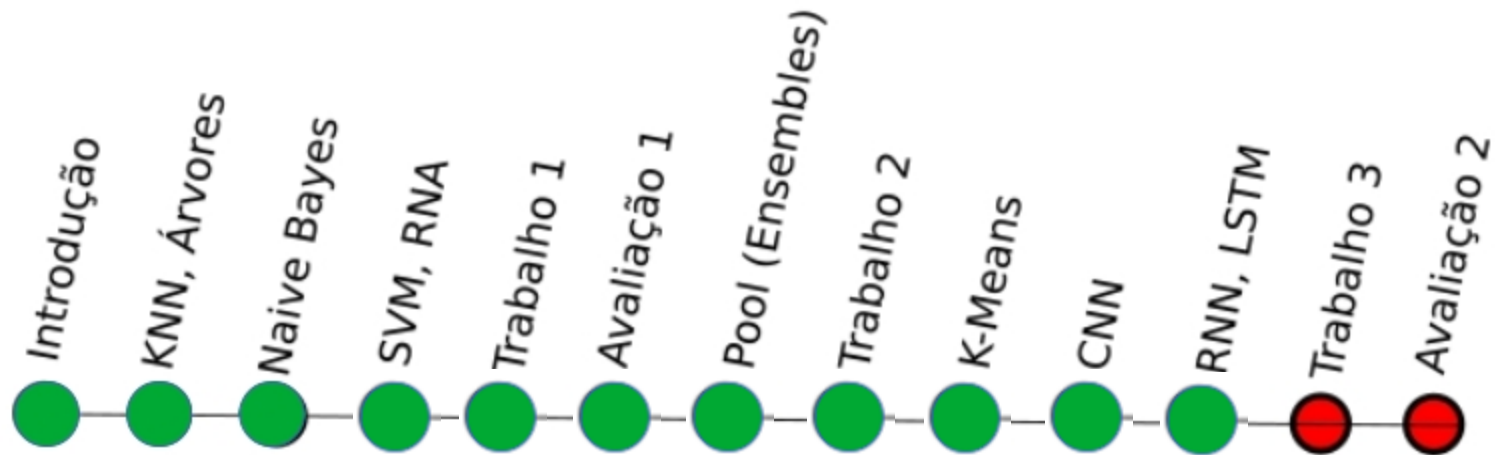 Introdução
KNN, Árvores
Naive Bayes
SVM, RNA
Trabalho 1
Avaliação 1
Pool (Ensembles)
Trabalho 2
K-Means
CNN
RNN, LSTM
Trabalho 3
Avaliação 2